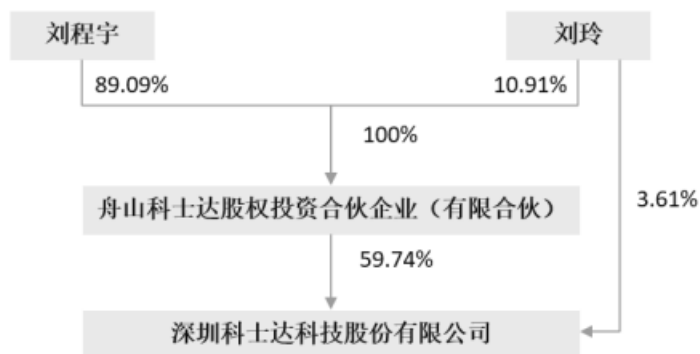 刘程宇
刘玲
89.09%
10.91%
100%
舟山科士达股权投资合伙企业（有限合伙）
3.61%
59.74%
深圳科士达科技股份有限公司